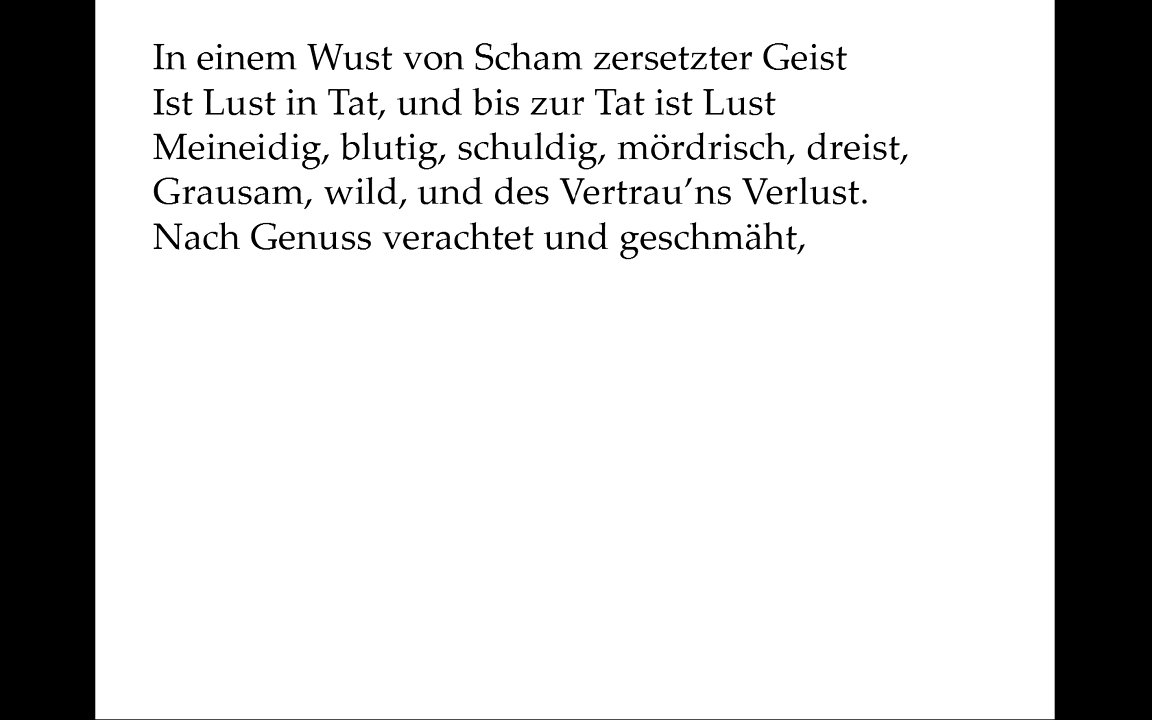 In einem Wust von Scham zersetzter Geist
Ist Lust in Tat, und bis zur Tat ist Lust
Meineidig, blutig, schuldig, mördrisch, dreist,
Grausam, wild, und des Vertrau’ns Verlust.
Nach Genuss verachtet und geschmäht,